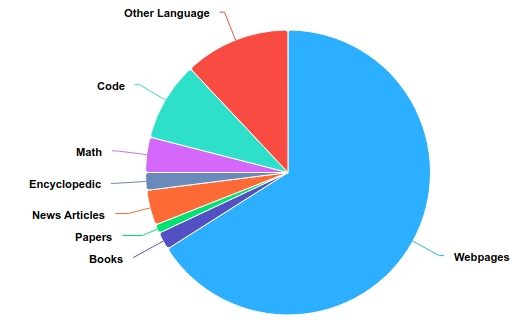 Other Language
Code
Math
Encyclopedic
News Articles
Papers
Books
Webpages